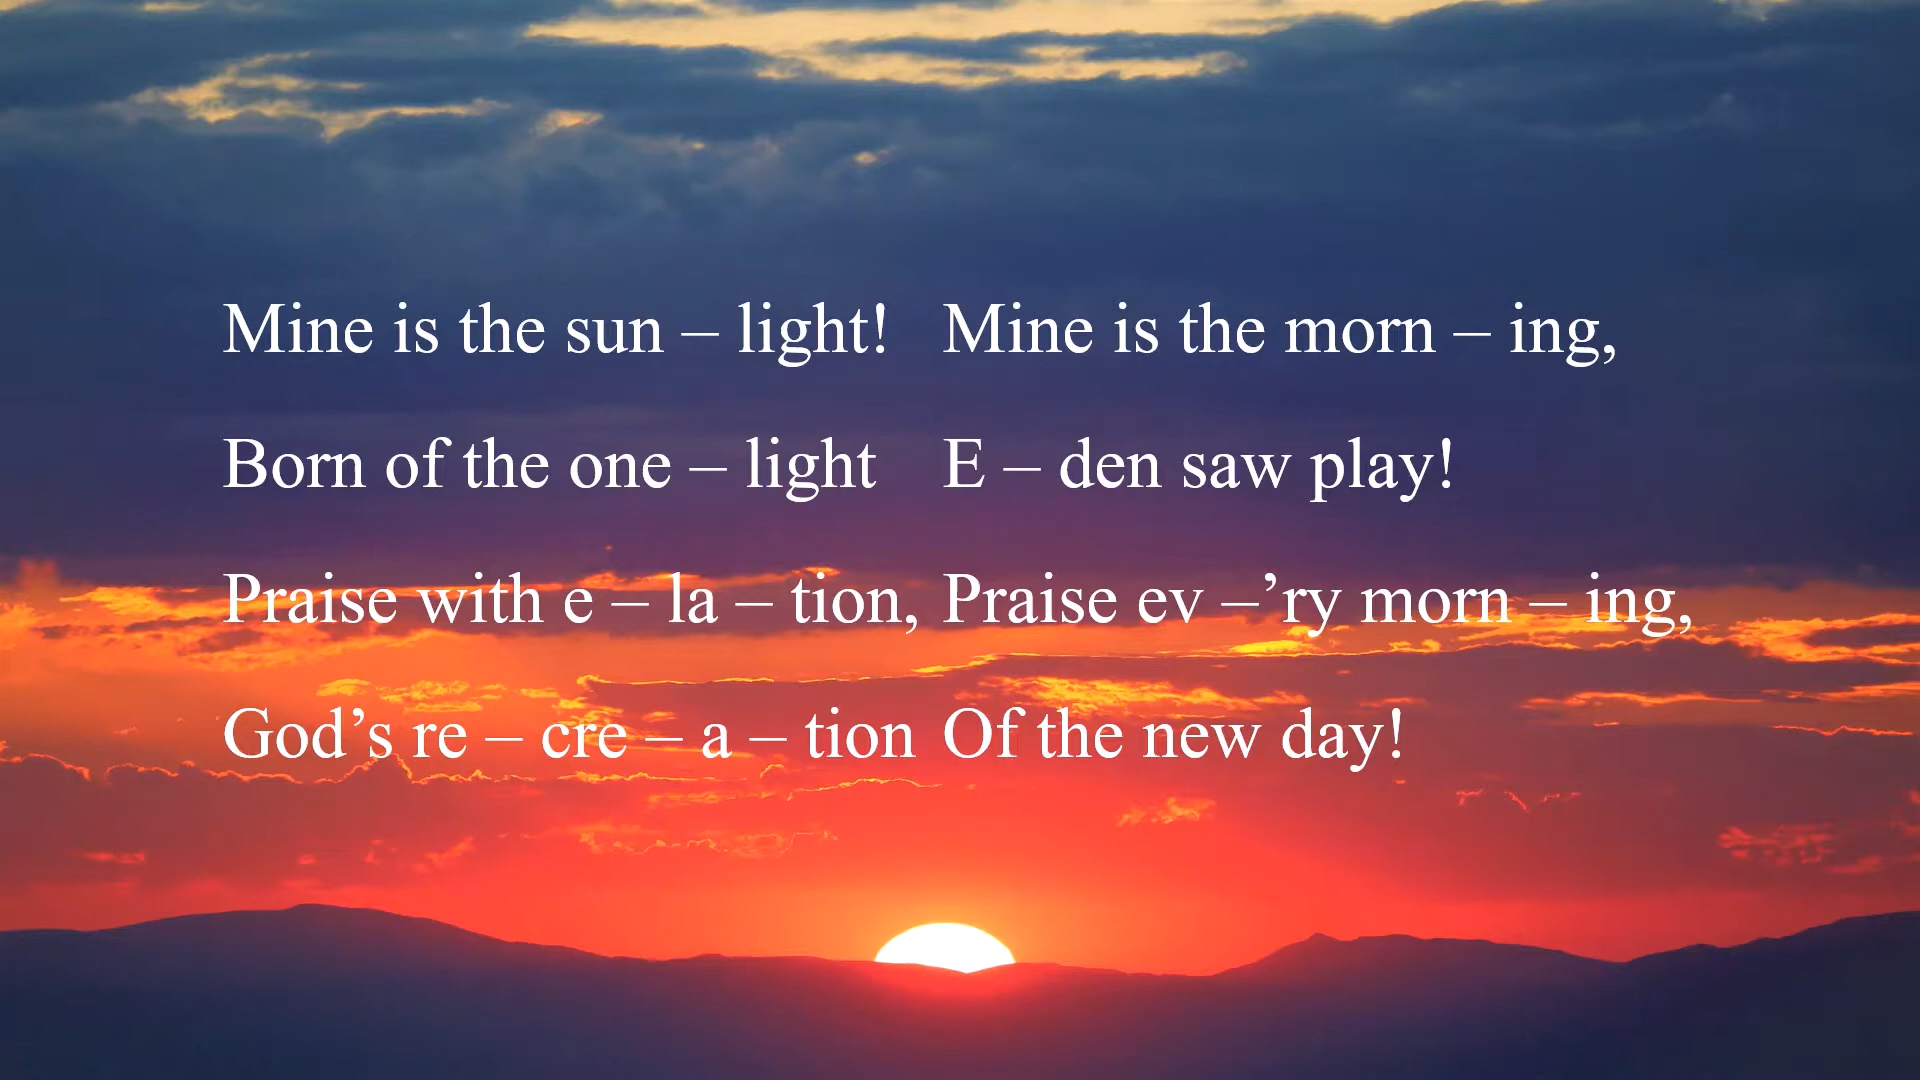 Mine is the sun – light! Mine is the morn – ing,
Born of the one – light E – den saw play!
Praise with e – la – tion, Praise ev –’ry morn – ing,
God’s re – cre – a – tion Of the new day!